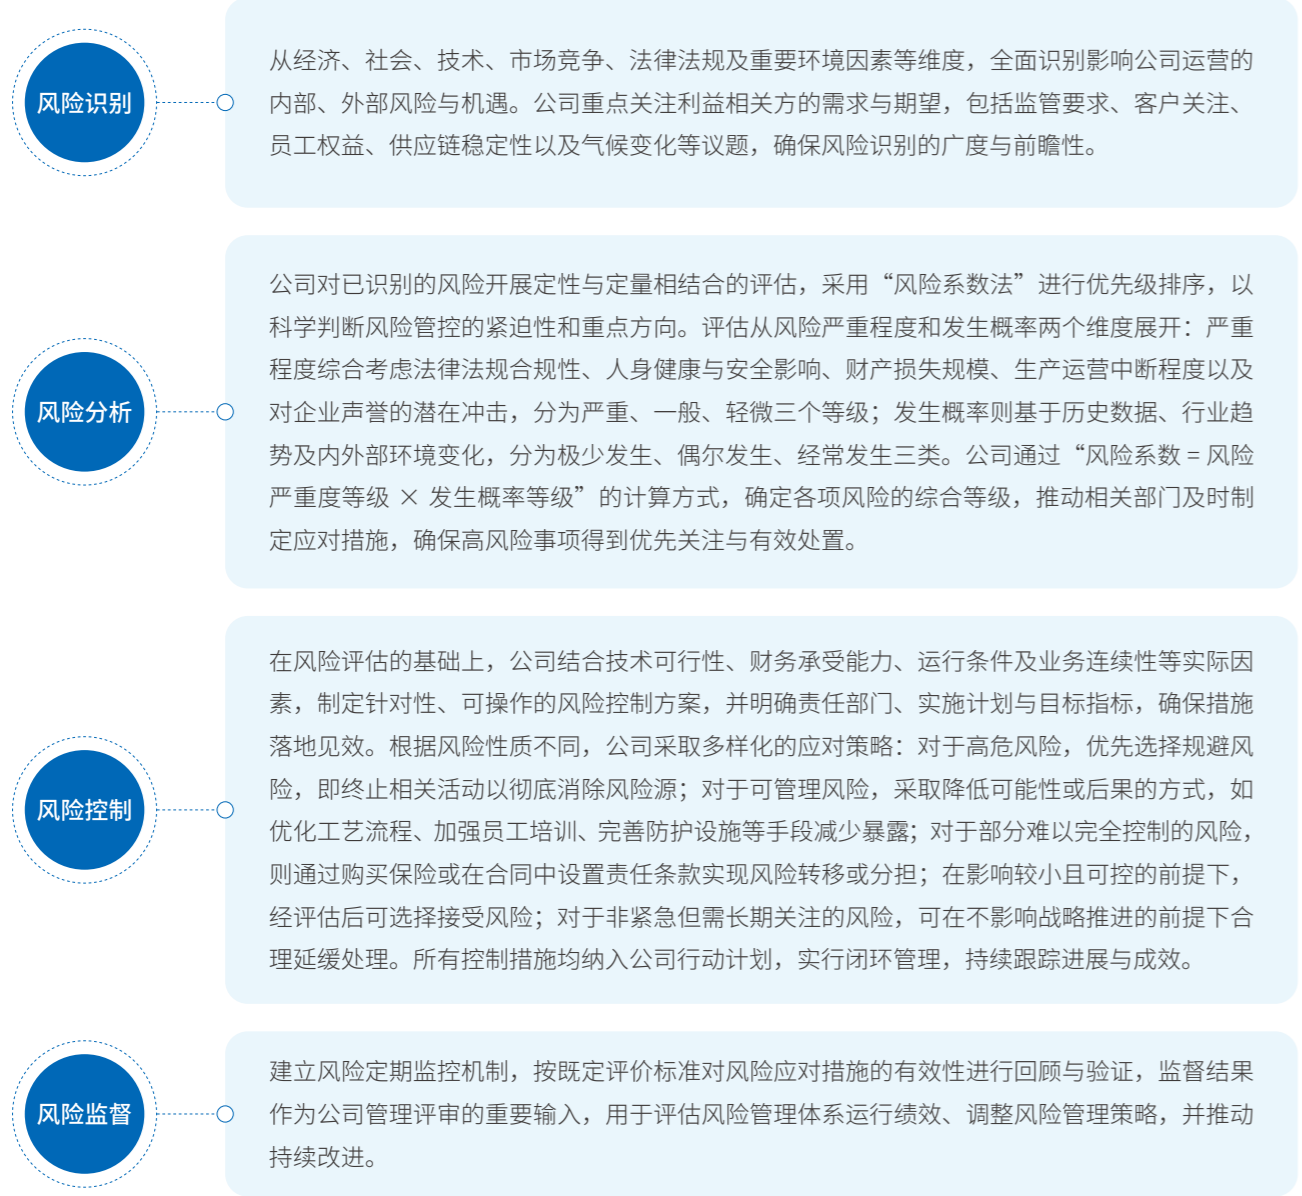 风险识别
从经济、社会、技术、市场竞争、法律法规及重要环境因素等维度，全面识别影响公司运营的
内部、外部风险与机遇。公司重点关注利益相关方的需求与期望，包括监管要求、客户关注、
员工权益、供应链稳定性以及气候变化等议题，确保风险识别的广度与前瞻性。
风险分析
公司对已识别的风险开展定性与定量相结合的评估，采用“风险系数法”进行优先级排序，以
科学判断风险管控的紧迫性和重点方向。评估从风险严重程度和发生概率两个维度展开：严重
程度综合考虑法律法规合规性、人身健康与安全影响、财产损失规模、生产运营中断程度以及
对企业声誉的潜在冲击，分为严重、一般、轻微三个等级；发生概率则基于历史数据、行业趋
势及内外部环境变化，分为极少发生、偶尔发生、经常发生三类。公司通过“风险系数 = 风险
严重度等级 × 发生概率等级”的计算方式，确定各项风险的综合等级，推动相关部门及时制
定应对措施，确保高风险事项得到优先关注与有效处置。
风险控制
在风险评估的基础上，公司结合技术可行性、财务承受能力、运行条件及业务连续性等实际因
素，制定针对性、可操作的风险控制方案，并明确责任部门、实施计划与目标指标，确保措施
落地见效。根据风险性质不同，公司采取多样化的应对策略：对于高危风险，优先选择规避风
险，即终止相关活动以彻底消除风险源；对于可管理风险，采取降低可能性或后果的方式，如
优化工艺流程、加强员工培训、完善防护设施等手段减少暴露；对于部分难以完全控制的风险，
则通过购买保险或在合同中设置责任条款实现风险转移或分担；在影响较小且可控的前提下，
经评估后可选择接受风险；对于非紧急但需长期关注的风险，可在不影响战略推进的前提下合
理延缓处理。所有控制措施均纳入公司行动计划，实行闭环管理，持续跟踪进展与成效。
风险监督
建立风险定期监控机制，按既定评价标准对风险应对措施的有效性进行回顾与验证，监督结果
作为公司管理评审的重要输入，用于评估风险管理体系运行绩效、调整风险管理策略，并推动
持续改进。